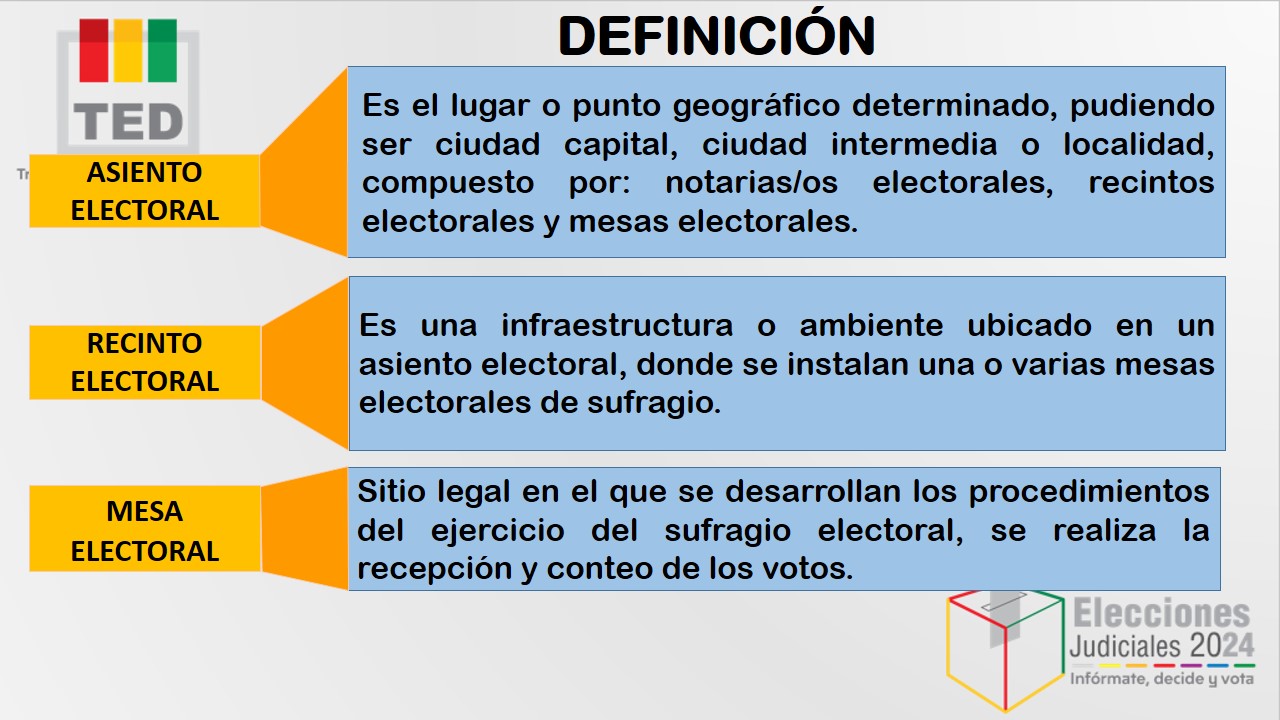 DEFINICIÓN
TED
Tr
ASIENTO
ELECTORAL
Es el lugar o punto geográfico determinado, pudiendo
ser ciudad capital, ciudad intermedia o localidad,
compuesto por: notarias/os electorales, recintos
electorales y mesas electorales.
RECINTO
ELECTORAL
Es una infraestructura o ambiente ubicado en un
asiento electoral, donde se instalan una o varias mesas
electorales de sufragio.
MESA
ELECTORAL
Sitio legal en el que se desarrollan los procedimientos
del ejercicio del sufragio electoral, se realiza la
recepción y conteo de los votos.
Elecciones
Judiciales 2024
Infórmate, decide y vota